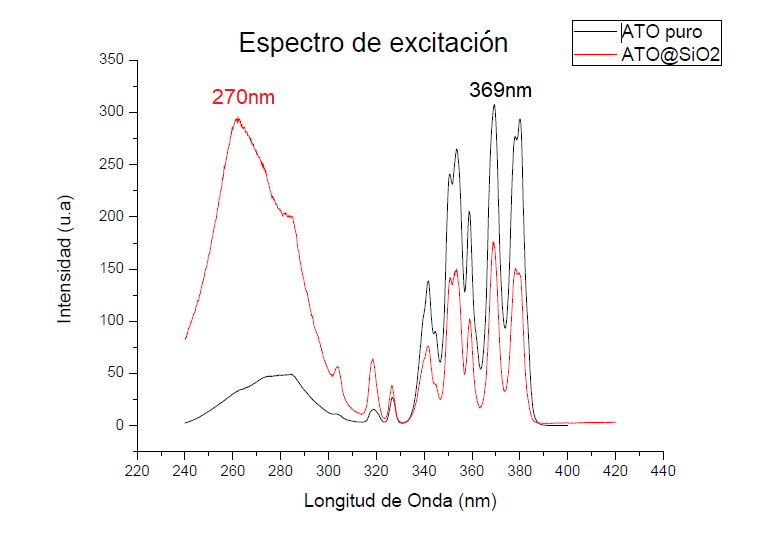 Espectro de excitación
ATO puro
ATO@SiO2
270nm
369nm
350
300
250
200
150
100
50
0
Intensidad (u.a)
220 240 260 280 300 320 340 360 380 400 420 440
Longitud de Onda (nm)